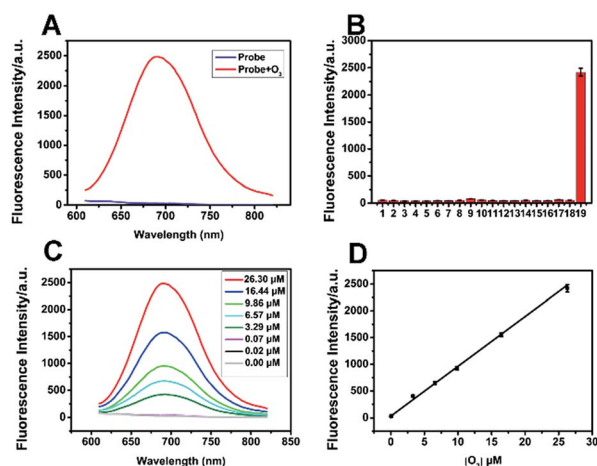 A
Fluorescence Intensity/a.u.
2500
2000
1500
1000
500
0
Probe
Probe+O₃
600 650 700 750 800
Wavelength (nm)
B
Fluorescence Intensity/a.u.
3000
2500
2000
1500
1000
500
0
1 2 3 4 5 6 7 8 9 10 11 12 13 14 15 16 17 18 19
C
Fluorescence Intensity/a.u.
2500
2000
1500
1000
500
0
26.30 µM
16.44 µM
9.86 µM
6.57 µM
3.29 µM
0.07 µM
0.02 µM
0.00 µM
600 650 700 750 800 850
Wavelength (nm)
D
Fluorescence Intensity/a.u.
2500
2000
1500
1000
500
0
0 5 10 15 20 25 30
[O₃] µM